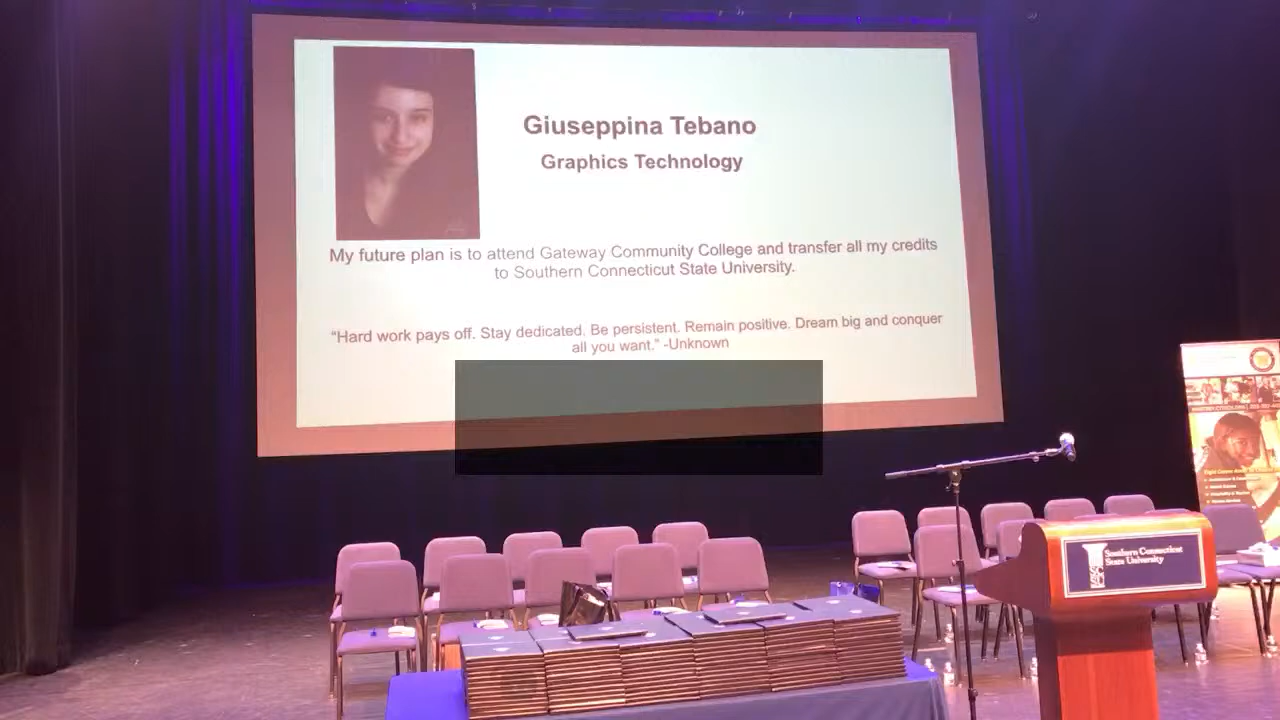 Giuseppina Tebano
Graphics Technology
My future plan is to attend Gateway Community College and transfer all my credits
to Southern Connecticut State University.
“Hard work pays off. Stay dedicated. Be persistent. Remain positive. Dream big and conquer
all you want.” -Unknown
Southern Connecticut
State University